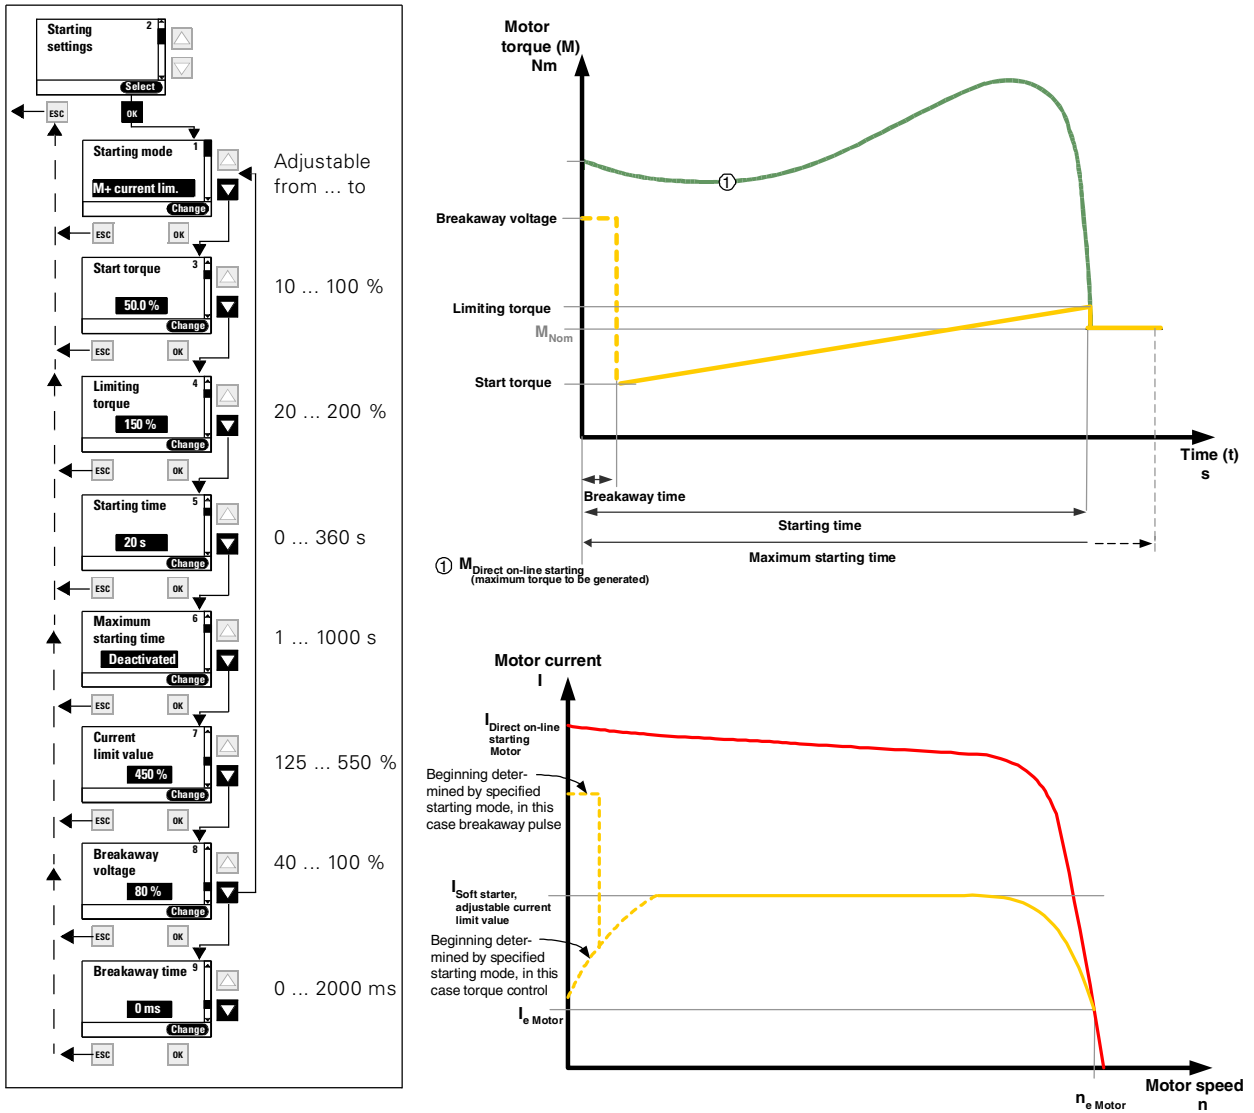 Starting
settings
2
Select
ESC
OK
Starting mode
1
M+ current lim.
Change
Adjustable
from ... to
ESC
OK
Start torque
3
50.0 %
Change
10 ... 100 %
ESC
OK
Limiting
torque
4
150 %
Change
20 ... 200 %
ESC
OK
Starting time
5
20 s
Change
0 ... 360 s
ESC
OK
Maximum
starting time
6
Deactivated
Change
1 ... 1000 s
ESC
OK
Current
limit value
7
450 %
Change
125 ... 550 %
ESC
OK
Breakaway
voltage
8
80 %
Change
40 ... 100 %
ESC
OK
Breakaway time
9
0 ms
Change
0 ... 2000 ms
ESC
OK
Motor
torque (M)
Nm
1
Breakaway voltage
Limiting torque
M Nom
Start torque
Time (t)
s
Breakaway time
Starting time
Maximum starting time
1 M Direct on-line starting
(maximum torque to be generated)
Motor current
I
I Direct on-line
starting
Motor
Beginning deter-
mined by specified
starting mode, in this
case breakaway pulse
I Soft starter,
adjustable current
limit value
Beginning deter-
mined by specified
starting mode, in this
case torque control
I e Motor
n e Motor
Motor speed
n